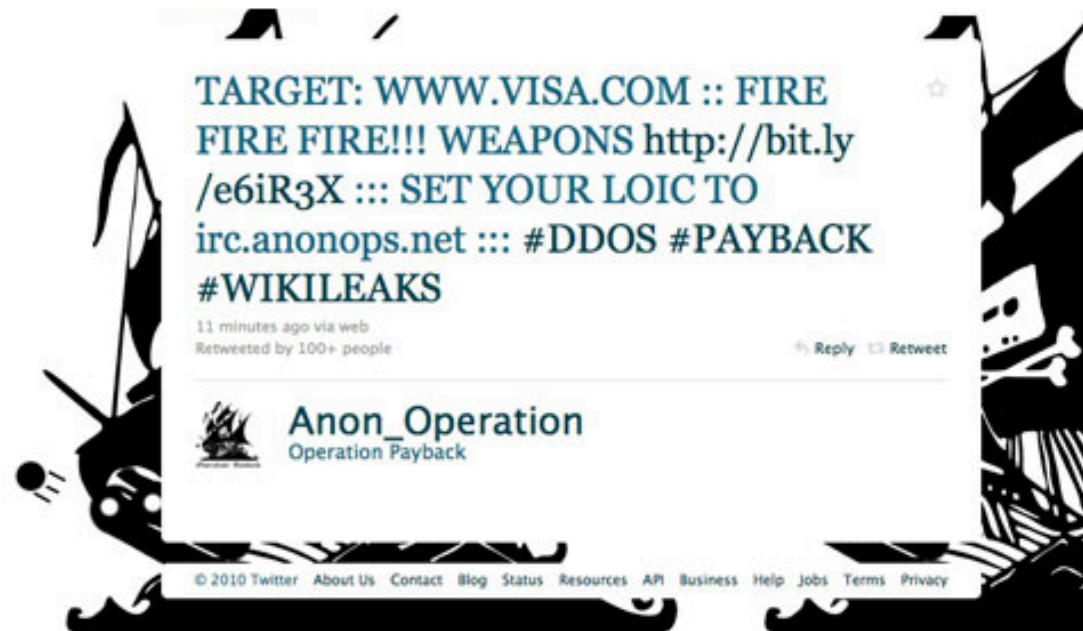 TARGET: WWW.VISA.COM :: FIRE
FIRE FIRE!!! WEAPONS http://bit.ly
/e6iR3X ::: SET YOUR LOIC TO
irc.anonops.net ::: #DDOS #PAYBACK
#WIKILEAKS
11 minutes ago via web
Retweeted by 100+ people
Reply Retweet
Anon_Operation
Operation Payback
© 2010 Twitter About Us Contact Blog Status Resources API Business Help Jobs Terms Privacy